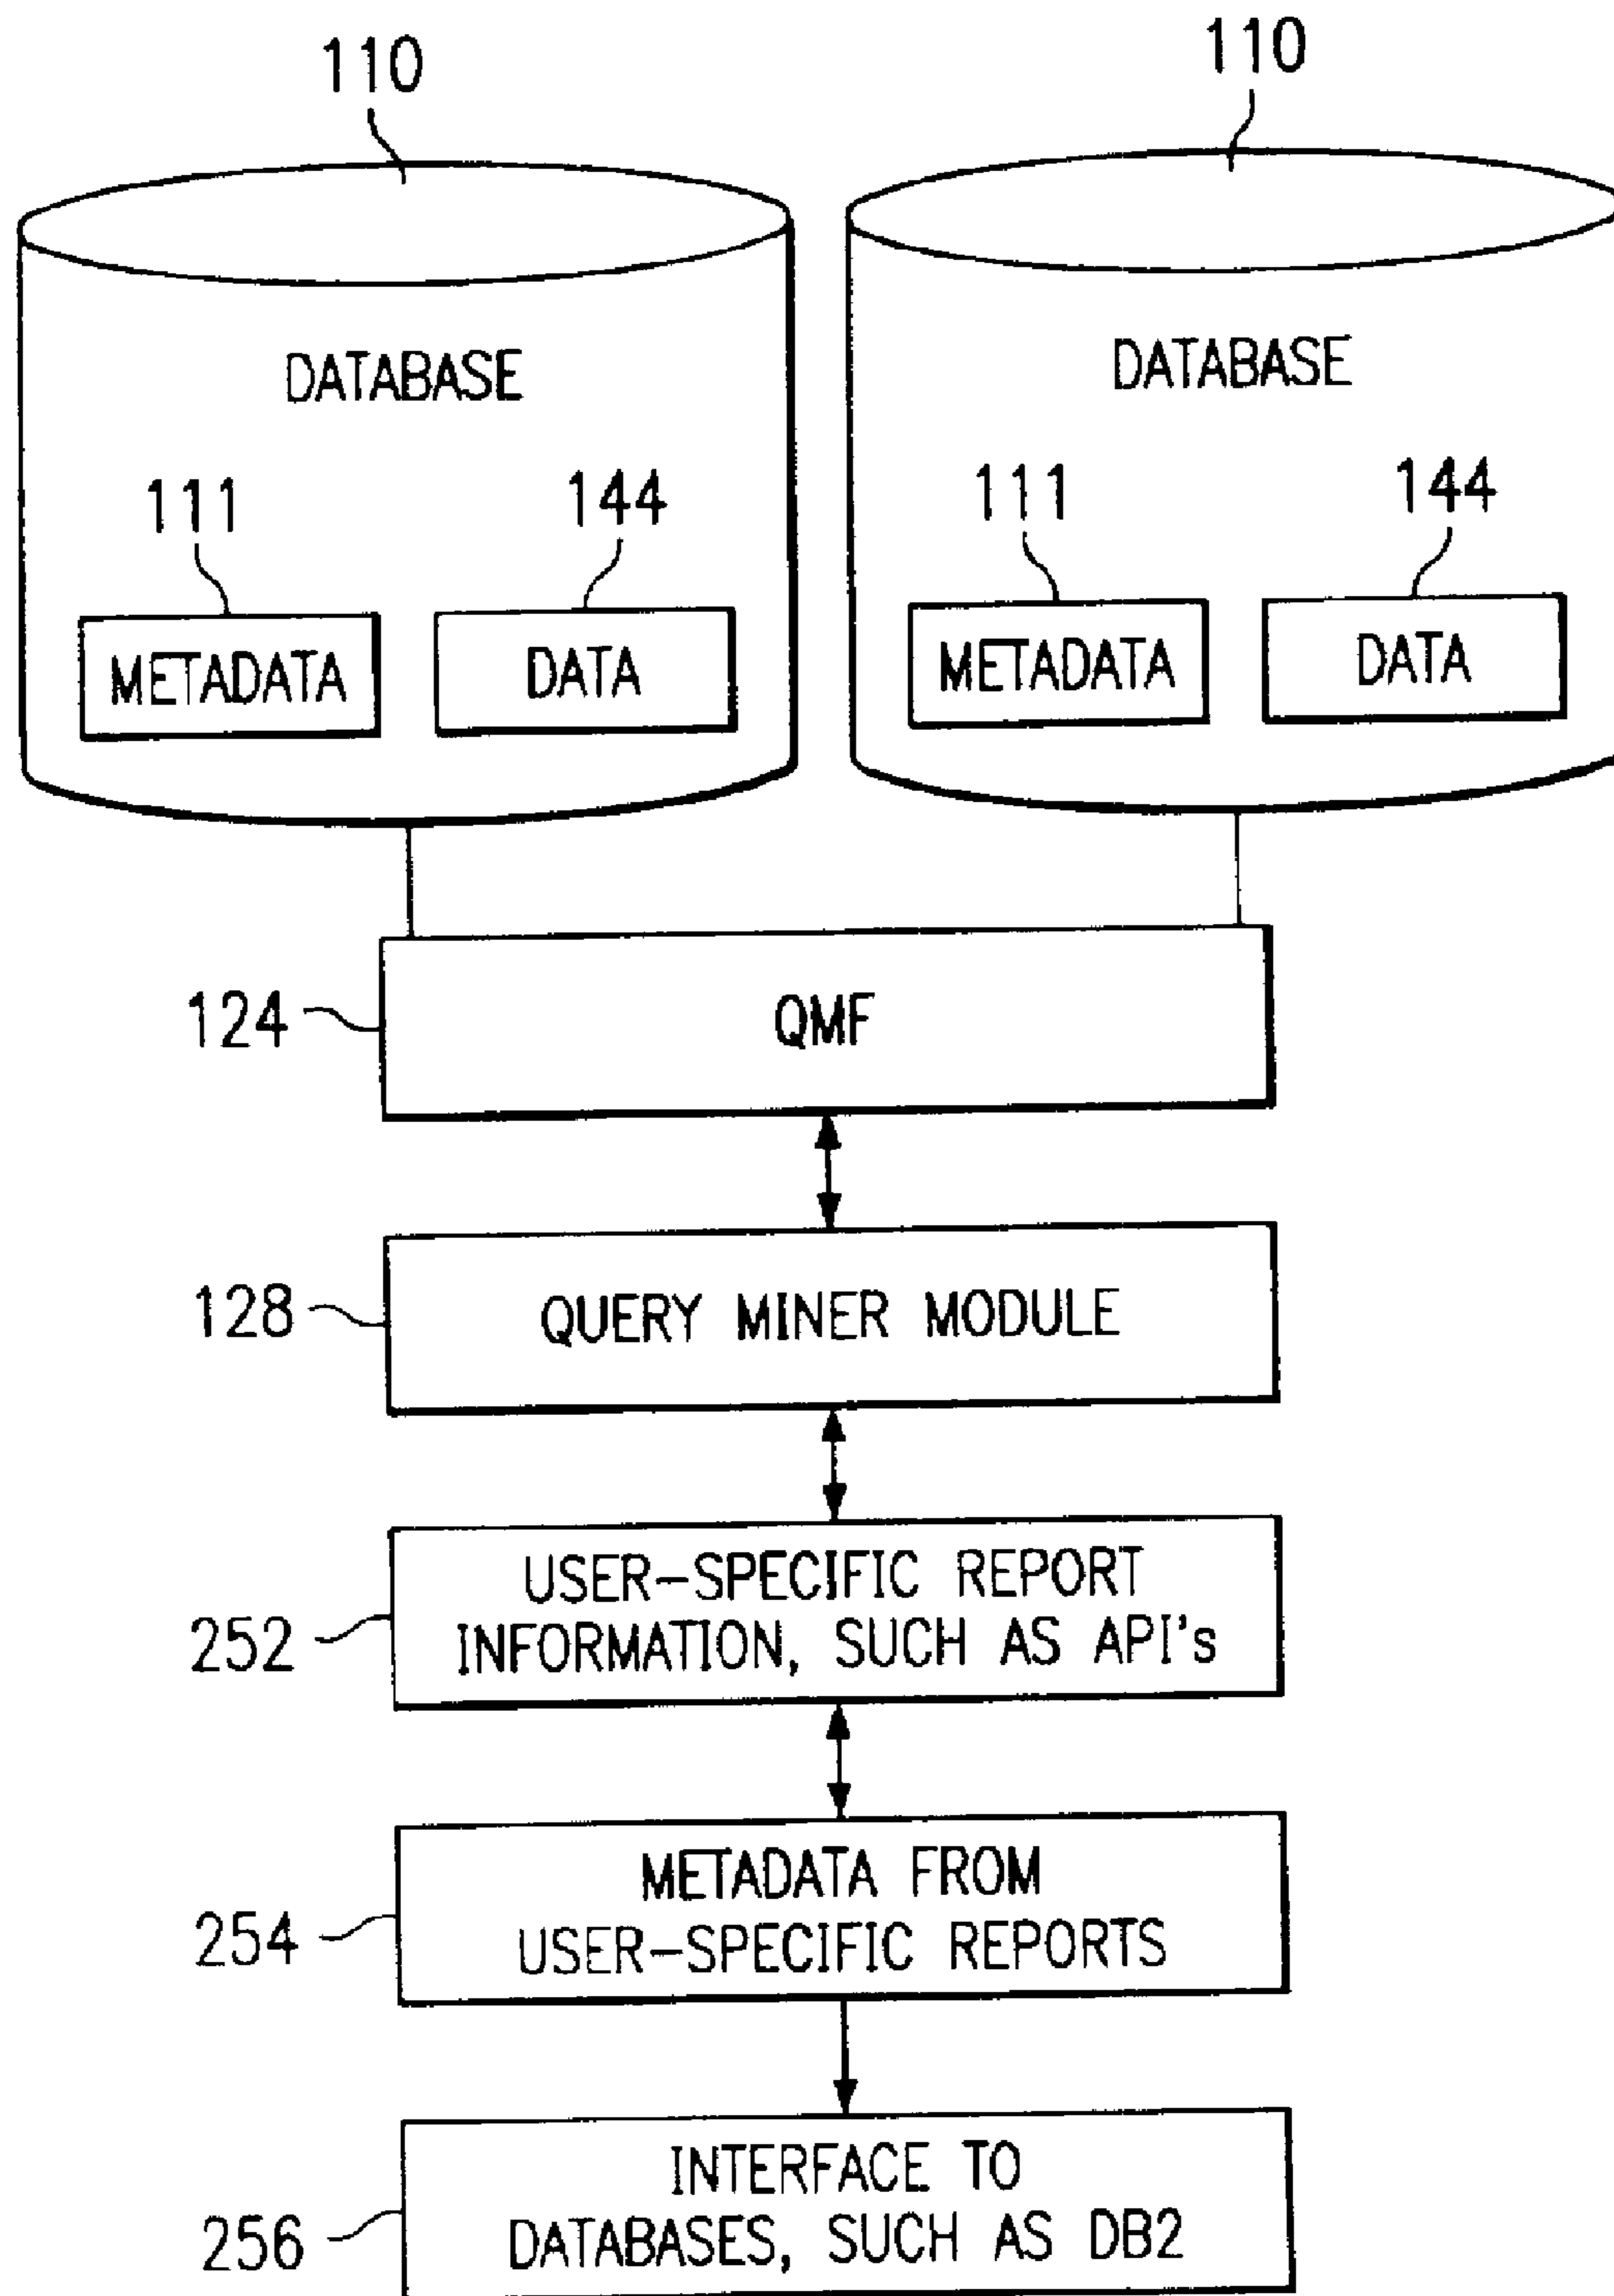 110
110
DATABASE
DATABASE
111
144
111
144
METADATA
DATA
METADATA
DATA
124
QMF
128
QUERY MINER MODULE
252
USER-SPECIFIC REPORT
INFORMATION, SUCH AS API's
254
METADATA FROM
USER-SPECIFIC REPORTS
256
INTERFACE TO
DATABASES, SUCH AS DB2